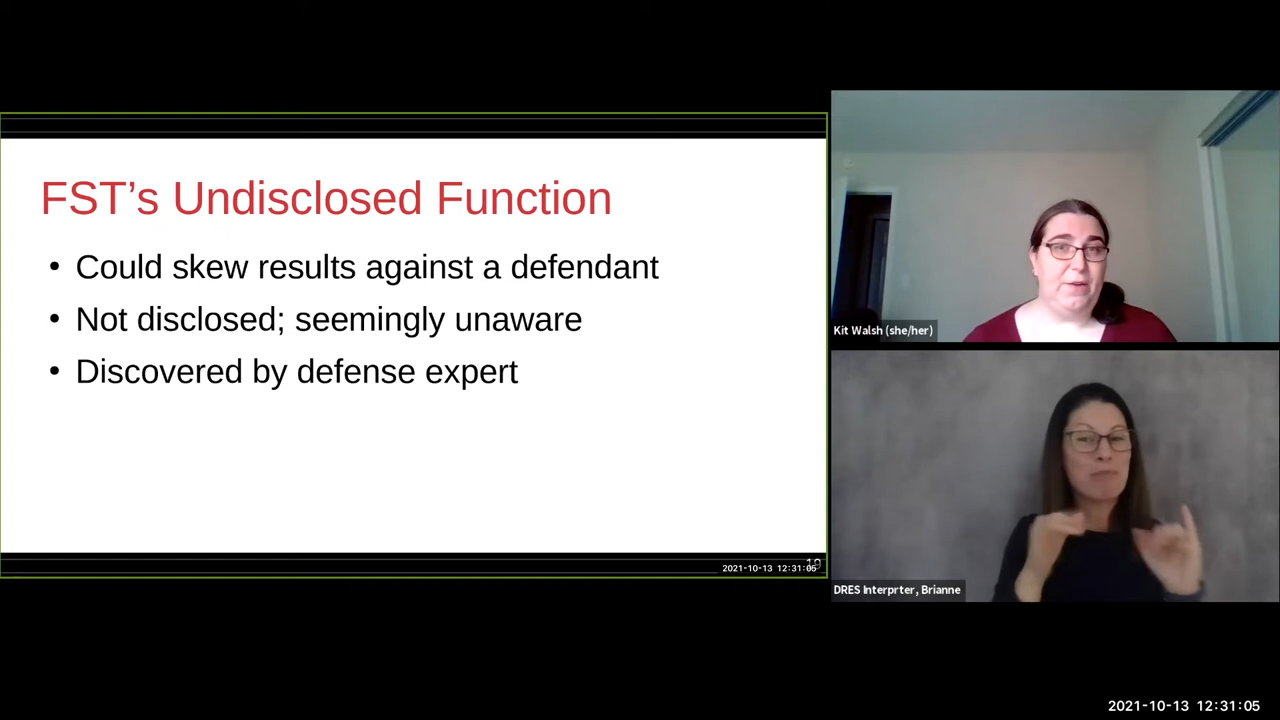 FST’s Undisclosed Function
• Could skew results against a defendant
• Not disclosed; seemingly unaware
• Discovered by defense expert
2021-10-13 12:31:05
Kit Walsh (she/her)
DRES Interprter, Brianne
2021-10-13 12:31:05